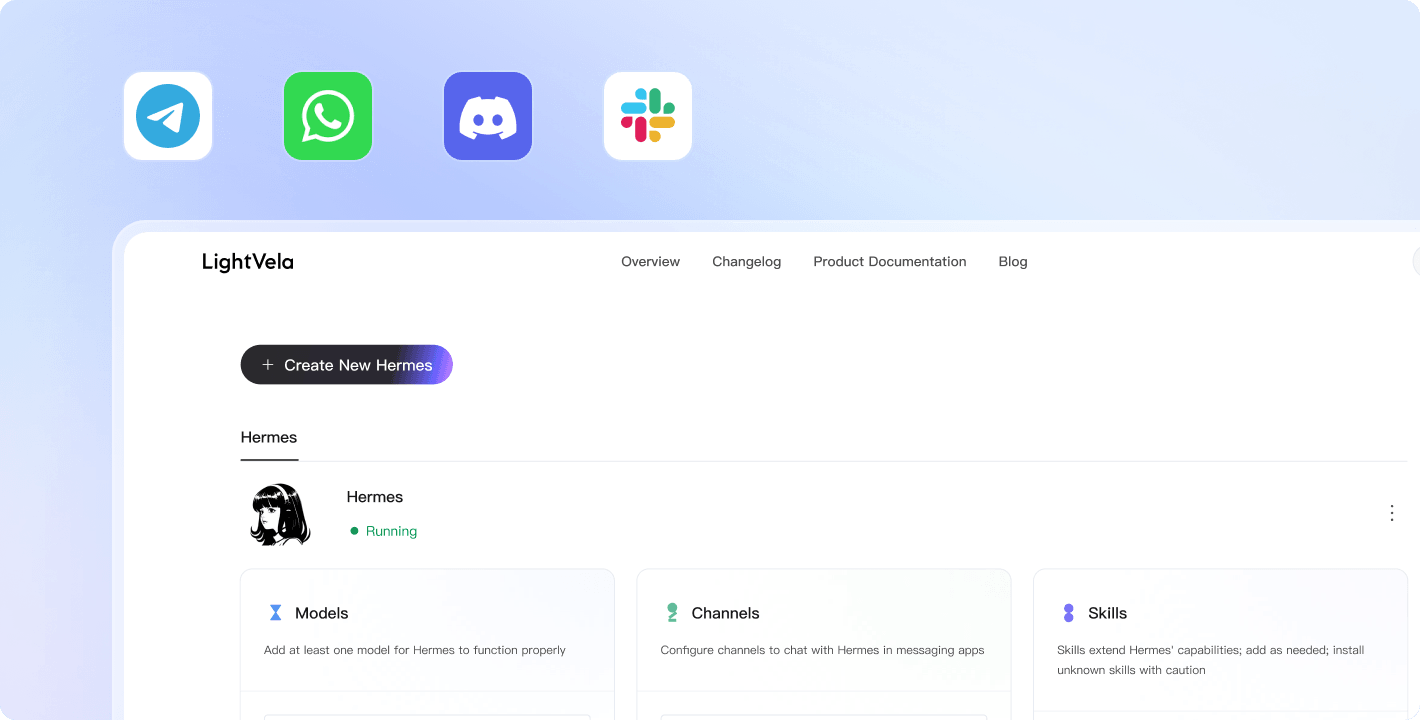 LightVela
Overview
Changelog
Product Documentation
Blog
+ Create New Hermes
Hermes
Hermes
Running
Models
Add at least one model for Hermes to function properly
Channels
Configure channels to chat with Hermes in messaging apps
Skills
Skills extend Hermes' capabilities; add as needed; install
unknown skills with caution